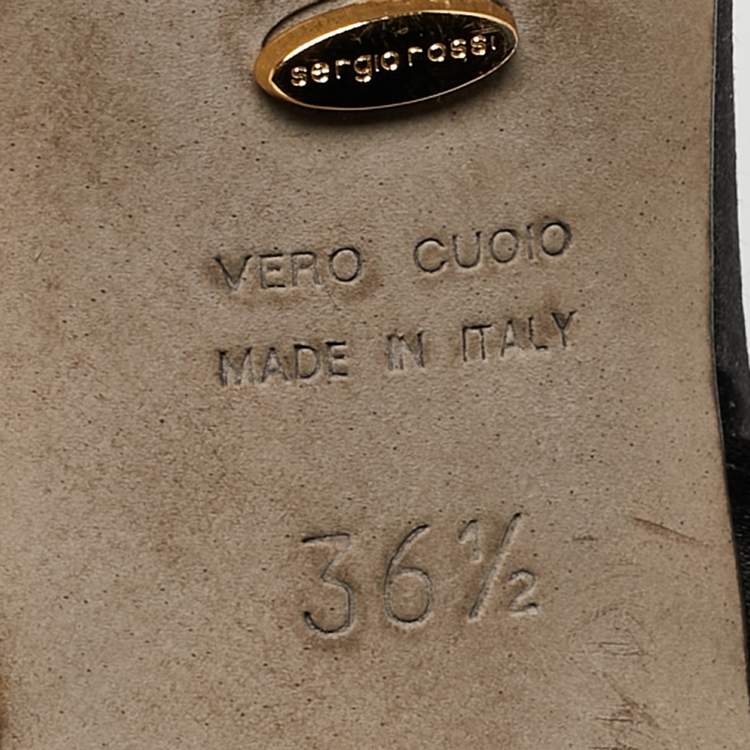 sergio rossi
VERO CUOIO
MADE IN ITALY
36½